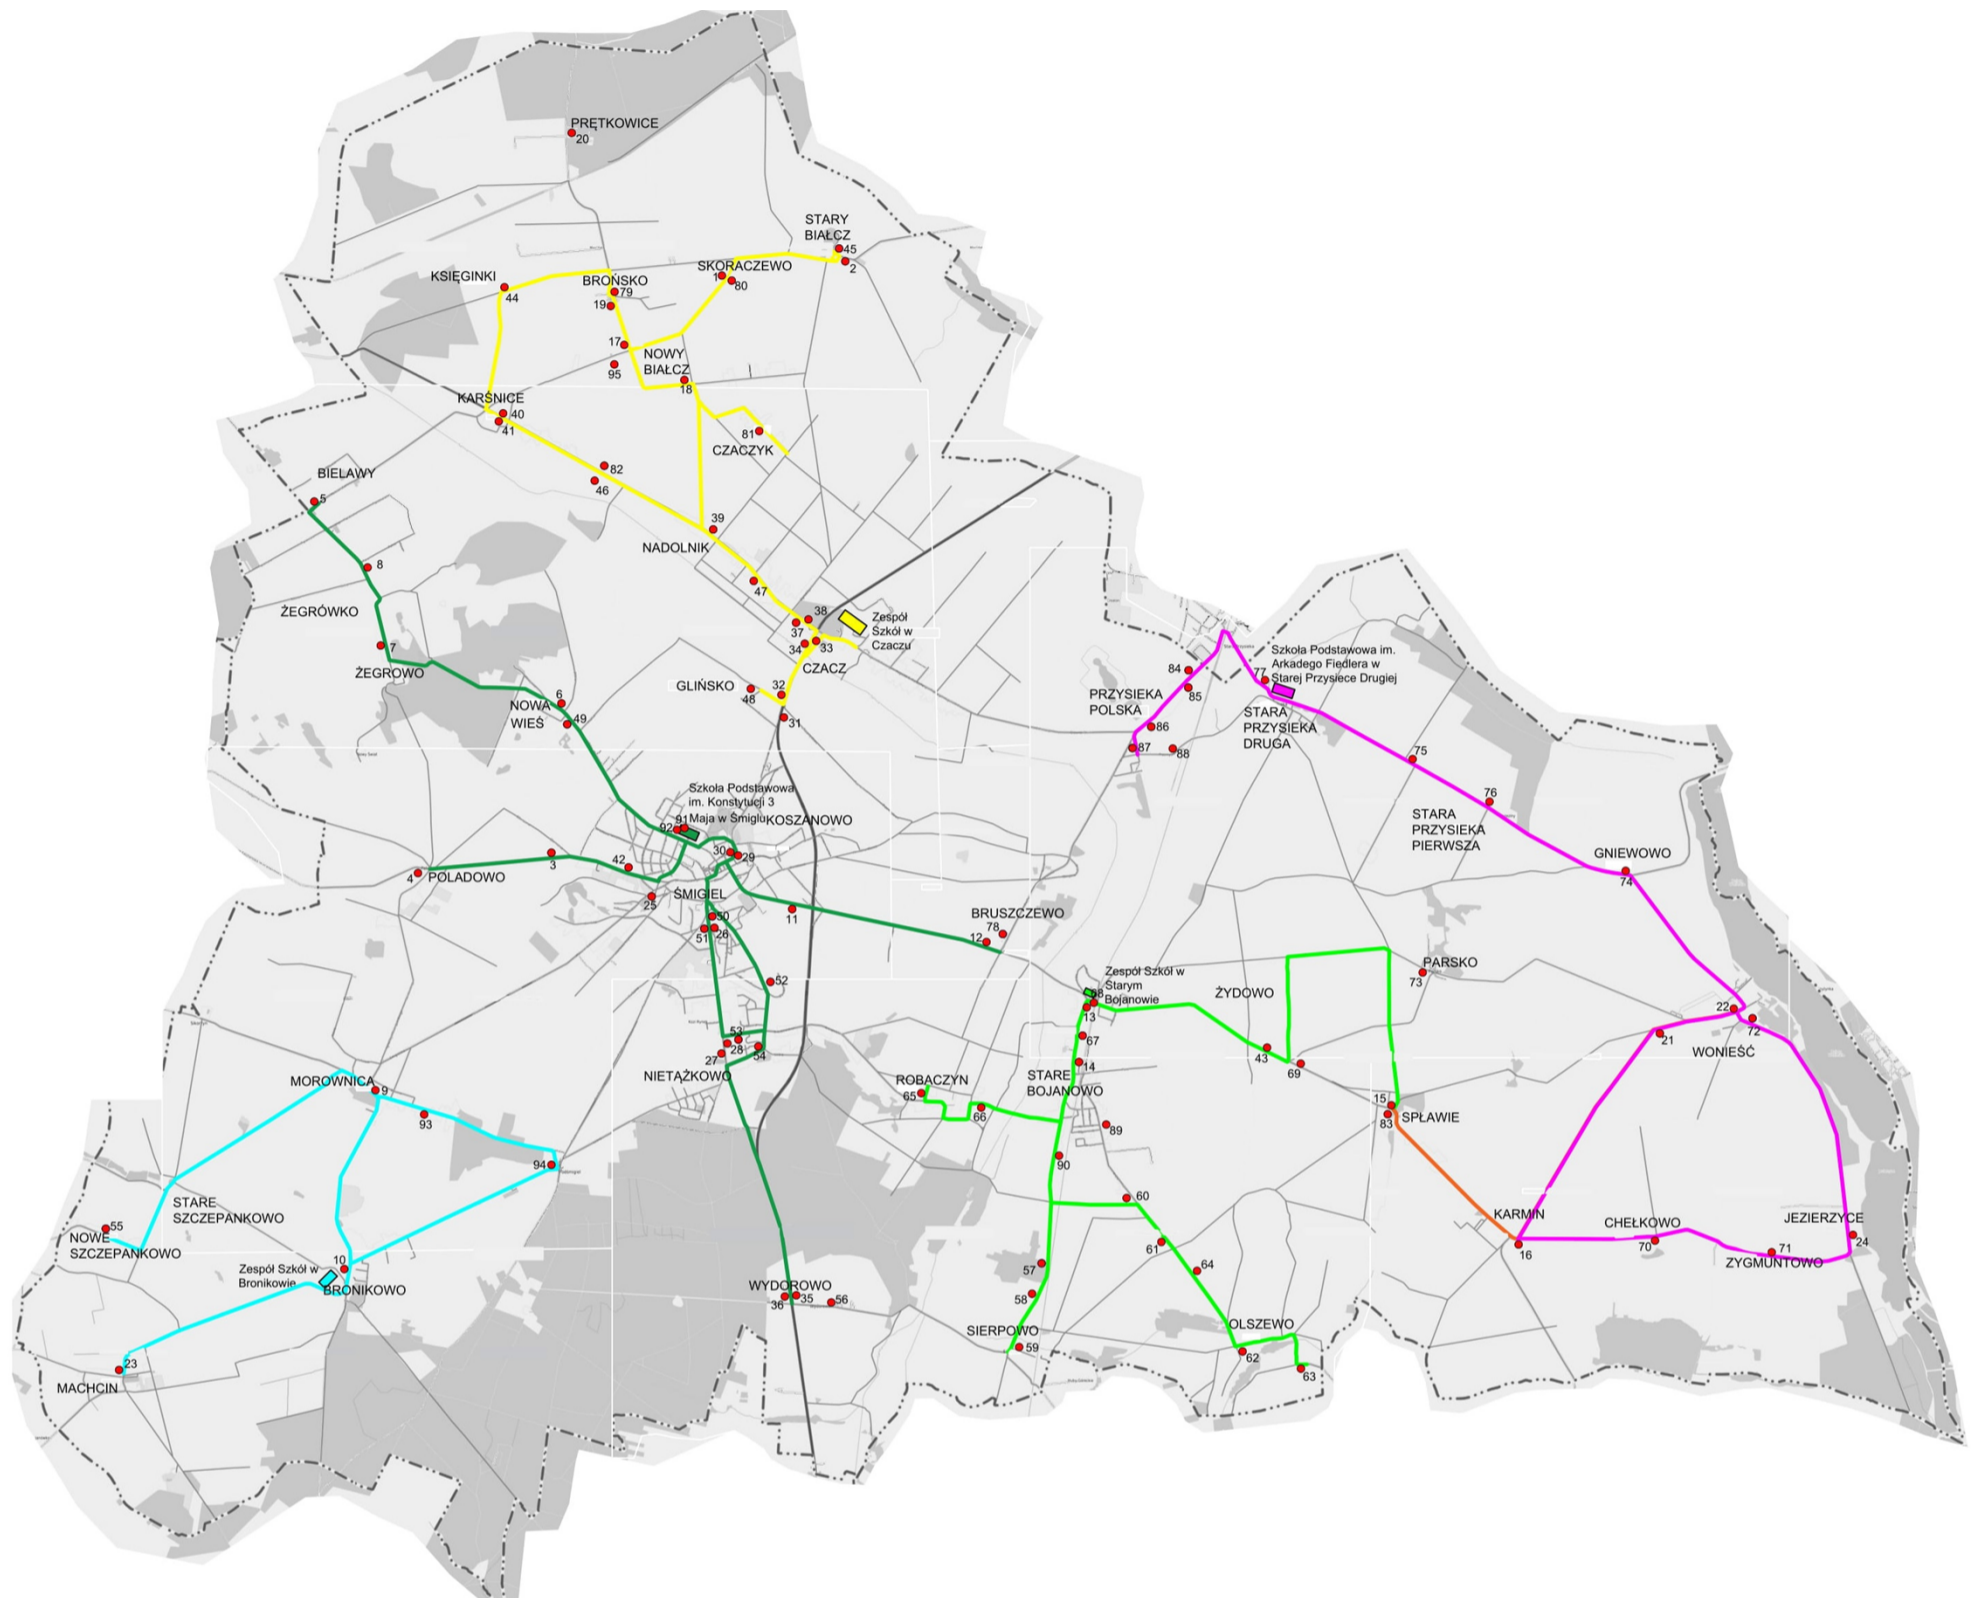 PRĘTKOWICE
20
STARY
BIAŁCZ
45
2
SKORACZEWO
1
80
KSIĘGINKI
44
BROŃSKO
79
19
17
95
NOWY
BIAŁCZ
18
KARŚNICE
40
41
81
CZACZYK
82
46
BIELAWY
5
39
NADOLNIK
8
47
ŻEGRÓWKO
38
37
Zespół
Szkół w
Czaczu
34
33
CZACZ
7
ŻEGROWO
GLIŃSKO
48
32
31
6
NOWA
WIEŚ
49
84
85
PRZYSIEKA
POLSKA
86
87
88
77
Szkoła Podstawowa im.
Arkadego Fiedlera w
Starej Przysiece Drugiej
STARA
PRZYSIEKA
DRUGA
75
76
STARA
PRZYSIEKA
PIERWSZA
GNIEWOWO
74
Szkoła Podstawowa
im. Konstytucji 3
Maja w Śmiglu
KOSZANOWO
91
92
30
29
3
42
4
POLADOWO
25
ŚMIGIEL
50
51
26
11
BRUSZCZEWO
78
12
52
53
28
27
54
NIETĄŻKOWO
Zespół Szkół w
Starym
Bojanowie
68
13
67
14
STARE
BOJANOWO
ŻYDOWO
43
69
PARSKO
73
22
72
21
WONIEŚĆ
ROBACZYN
65
66
89
90
15
83
SPŁAWIE
MOROWNICA
9
93
94
STARE
SZCZEPANKOWO
55
NOWE
SZCZEPANKOWO
10
Zespół Szkół w
Bronikowie
BRONIKOWO
23
MACHCIN
WYDOROWO
36
35
56
60
61
64
57
58
SIERPOWO
59
OLSZEWO
62
63
KARMIN
16
CHEŁKOWO
70
71
ZYGMUNTOWO
JEZIERZYCE
24